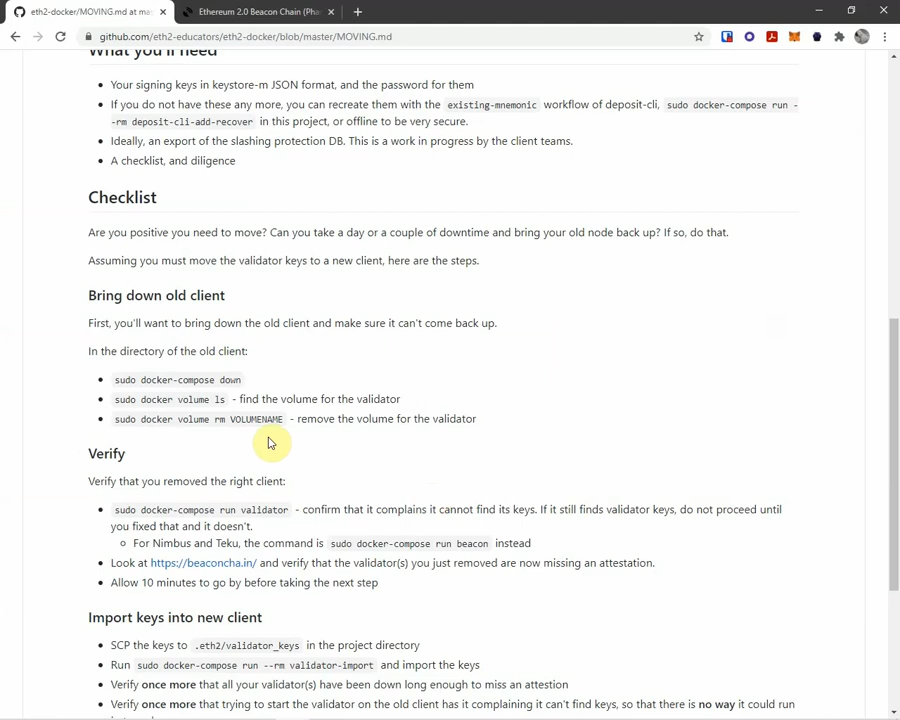 eth2-docker/MOVING.md at mas
Ethereum 2.0 Beacon Chain (Pha
github.com/eth2-educators/eth2-docker/blob/master/MOVING.md
What you'll need
Your signing keys in keystore-m JSON format, and the password for them
If you do not have these any more, you can recreate them with the existing-mnemonic workflow of deposit-cli, sudo docker-compose run -
-rm deposit-cli-add-recover in this project, or offline to be very secure.
Ideally, an export of the slashing protection DB. This is a work in progress by the client teams.
A checklist, and diligence
Checklist
Are you positive you need to move? Can you take a day or a couple of downtime and bring your old node back up? If so, do that.
Assuming you must move the validator keys to a new client, here are the steps.
Bring down old client
First, you'll want to bring down the old client and make sure it can't come back up.
In the directory of the old client:
sudo docker-compose down
sudo docker volume ls - find the volume for the validator
sudo docker volume rm VOLUMENAME - remove the volume for the validator
Verify
Verify that you removed the right client:
sudo docker-compose run validator - confirm that it complains it cannot find its keys. If it still finds validator keys, do not proceed until
you fixed that and it doesn't.
For Nimbus and Teku, the command is sudo docker-compose run beacon instead
Look at https://beaconcha.in/ and verify that the validator(s) you just removed are now missing an attestation.
Allow 10 minutes to go by before taking the next step
Import keys into new client
SCP the keys to .eth2/validator_keys in the project directory
Run sudo docker-compose run --rm validator-import and import the keys
Verify once more that all your validator(s) have been down long enough to miss an attestion
Verify once more that trying to start the validator on the old client has it complaining it can't find keys, so that there is no way it could run